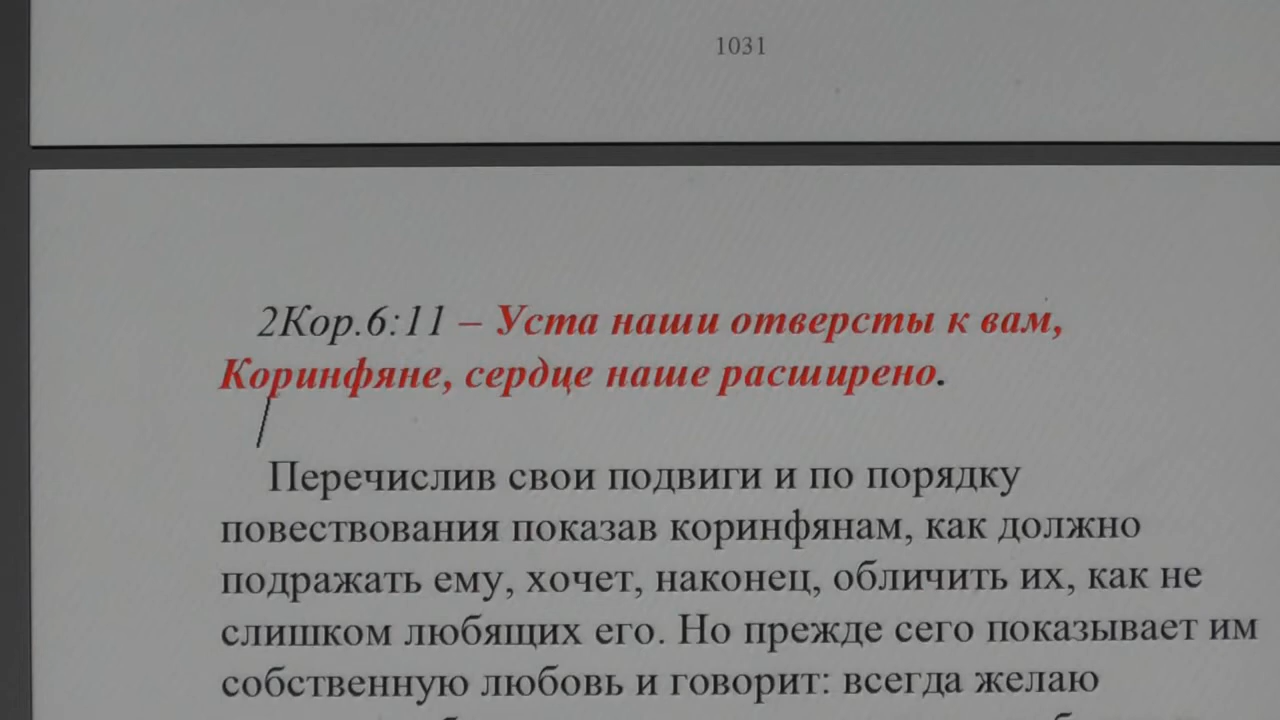 1031
2Кор.6:11 – Уста наши отверсты к вам,
Коринфяне, сердце наше расширено.
Перечислив свои подвиги и по порядку
повествования показав коринфянам, как должно
подражать ему, хочет, наконец, обличить их, как не
слишком любящих его. Но прежде сего показывает им
собственную любовь и говорит: всегда желаю